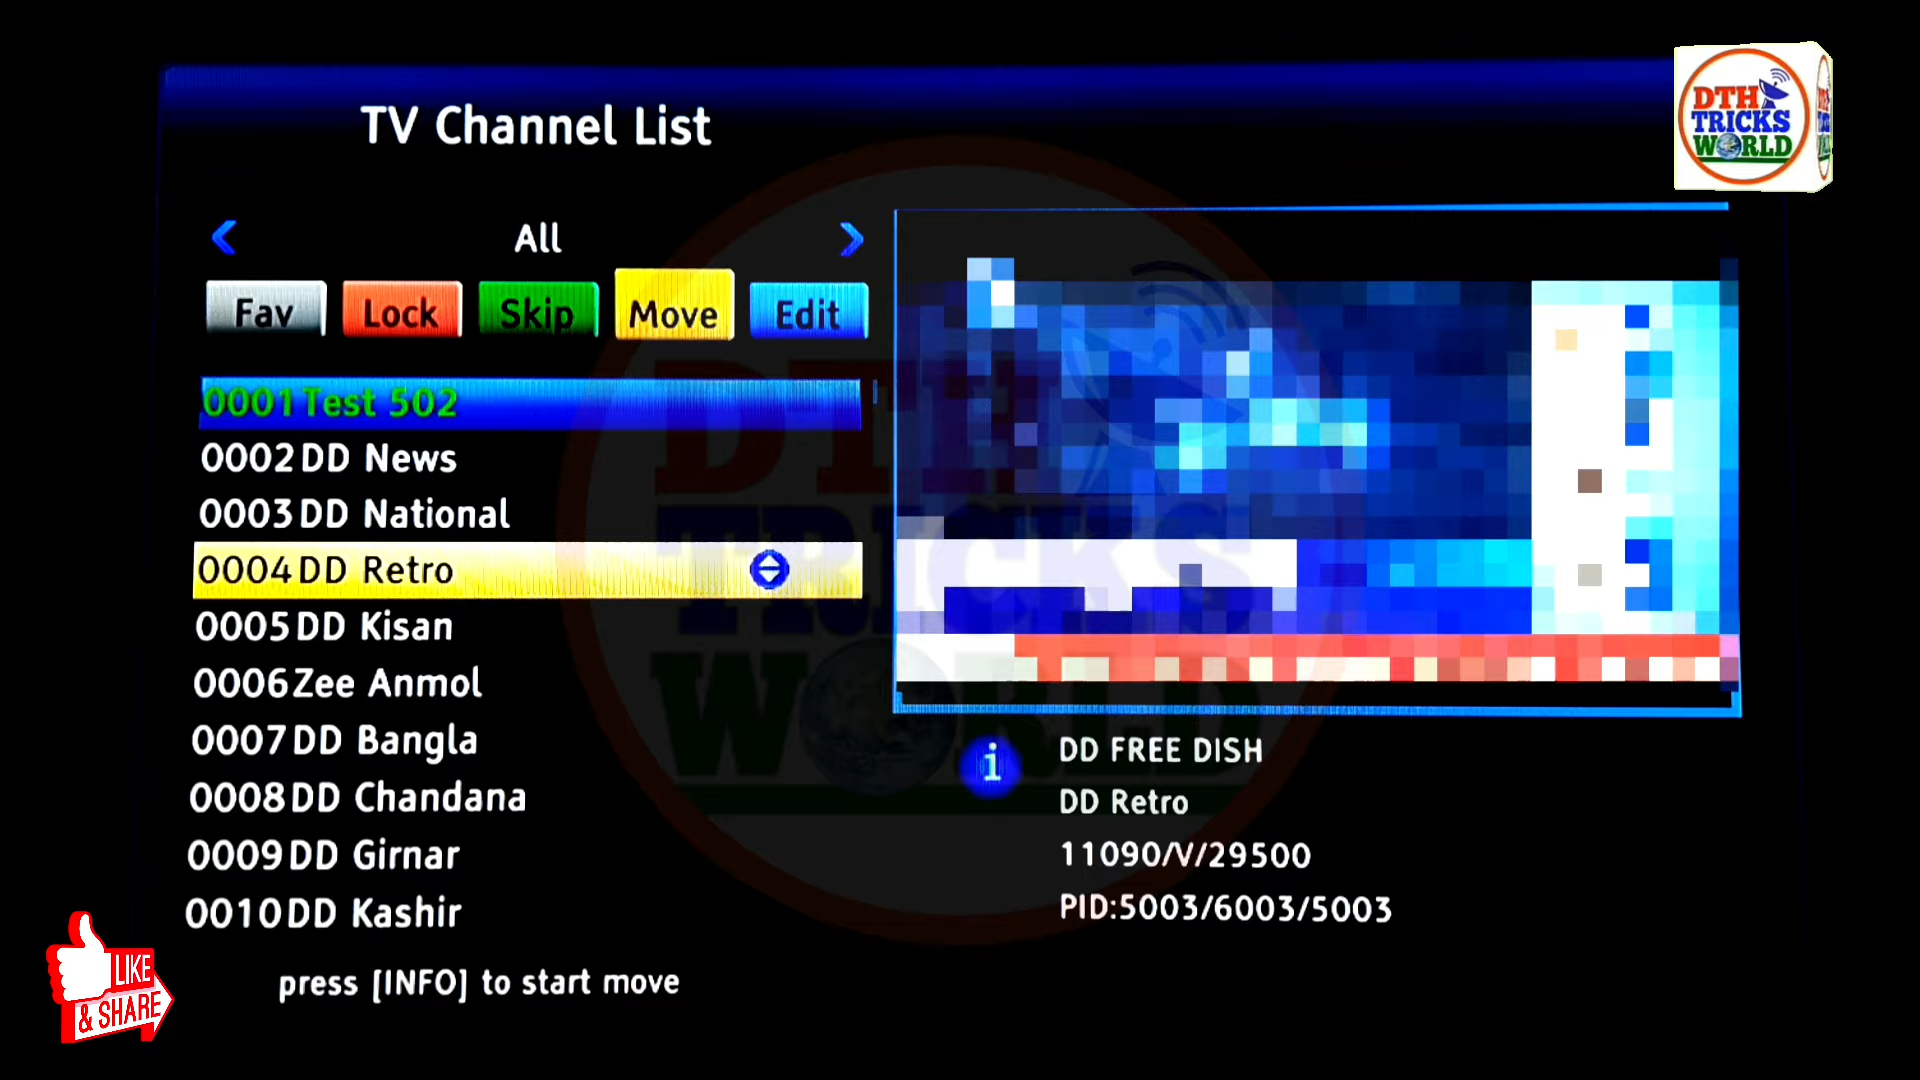 TV Channel List
DTH
TRICKS
WORLD
All
Fav Lock Skip Move Edit
0001 Test 502
0002 DD News
0003 DD National
0004 DD Retro
0005 DD Kisan
0006 Zee Anmol
0007 DD Bangla
0008 DD Chandana
0009 DD Girnar
0010 DD Kashir
press [INFO] to start move
i
DD FREE DISH
DD Retro
11090/V/29500
PID:5003/6003/5003
DTH
TRICKS
WORLD
LIKE
& SHARE